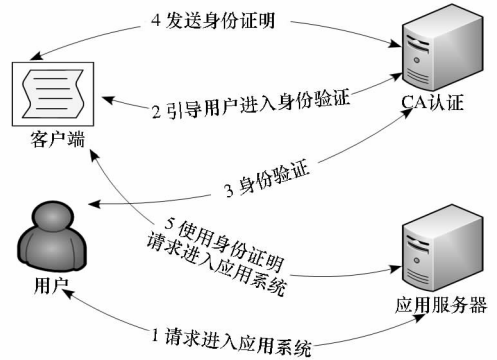 4 发送身份证明
2 引导用户进入身份验证
客户端
CA认证
3 身份验证
5 使用身份证明
请求进入应用系统
用户
应用服务器
1 请求进入应用系统